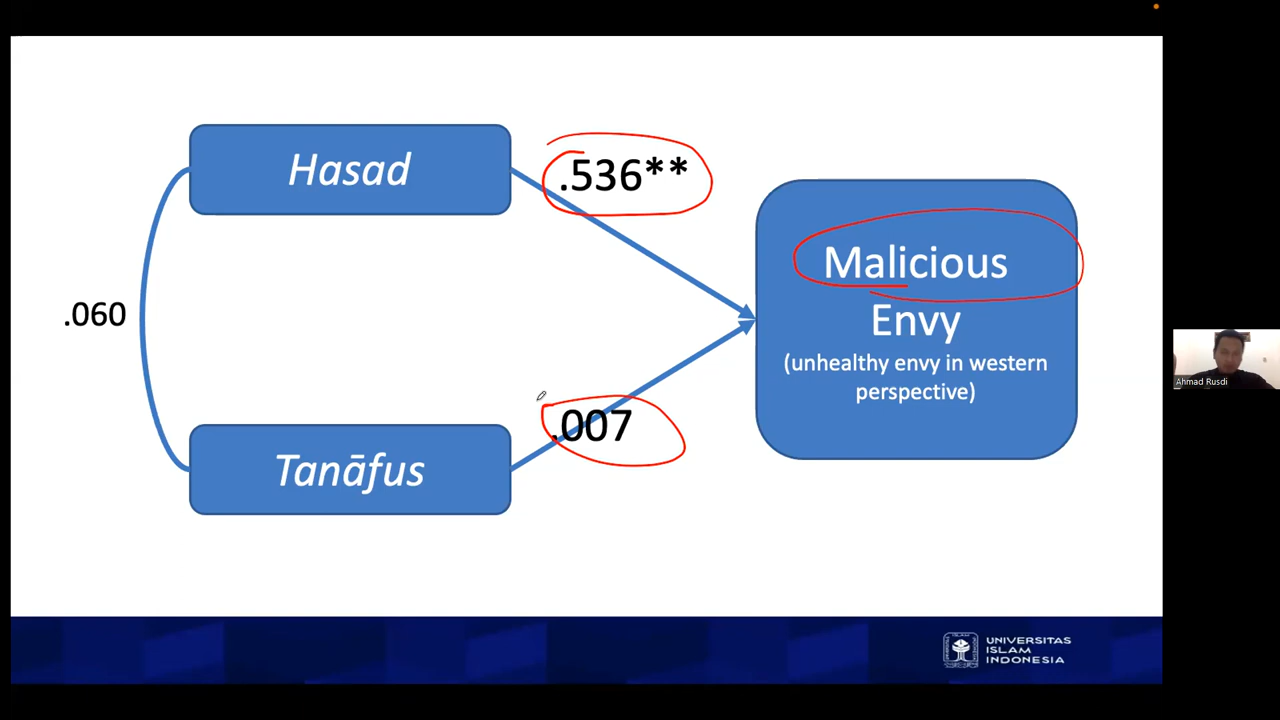 Hasad
.536**
Malicious
Envy
(unhealthy envy in western
perspective)
.060
.007
Tanāfus
Ahmad Rusdi
UNIVERSITAS
ISLAM
INDONESIA